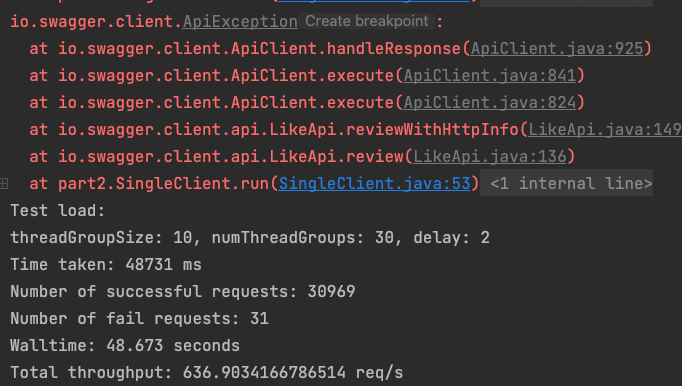 io.swagger.client.ApiException Create breakpoint :
at io.swagger.client.ApiClient.handleResponse(ApiClient.java:925)
at io.swagger.client.ApiClient.execute(ApiClient.java:841)
at io.swagger.client.ApiClient.execute(ApiClient.java:824)
at io.swagger.client.api.LikeApi.reviewWithHttpInfo(LikeApi.java:149
at io.swagger.client.api.LikeApi.review(LikeApi.java:136)
at part2.SingleClient.run(SingleClient.java:53) <1 internal line>
Test load:
threadGroupSize: 10, numThreadGroups: 30, delay: 2
Time taken: 48731 ms
Number of successful requests: 30969
Number of fail requests: 31
Walltime: 48.673 seconds
Total throughput: 636.9034166786514 req/s